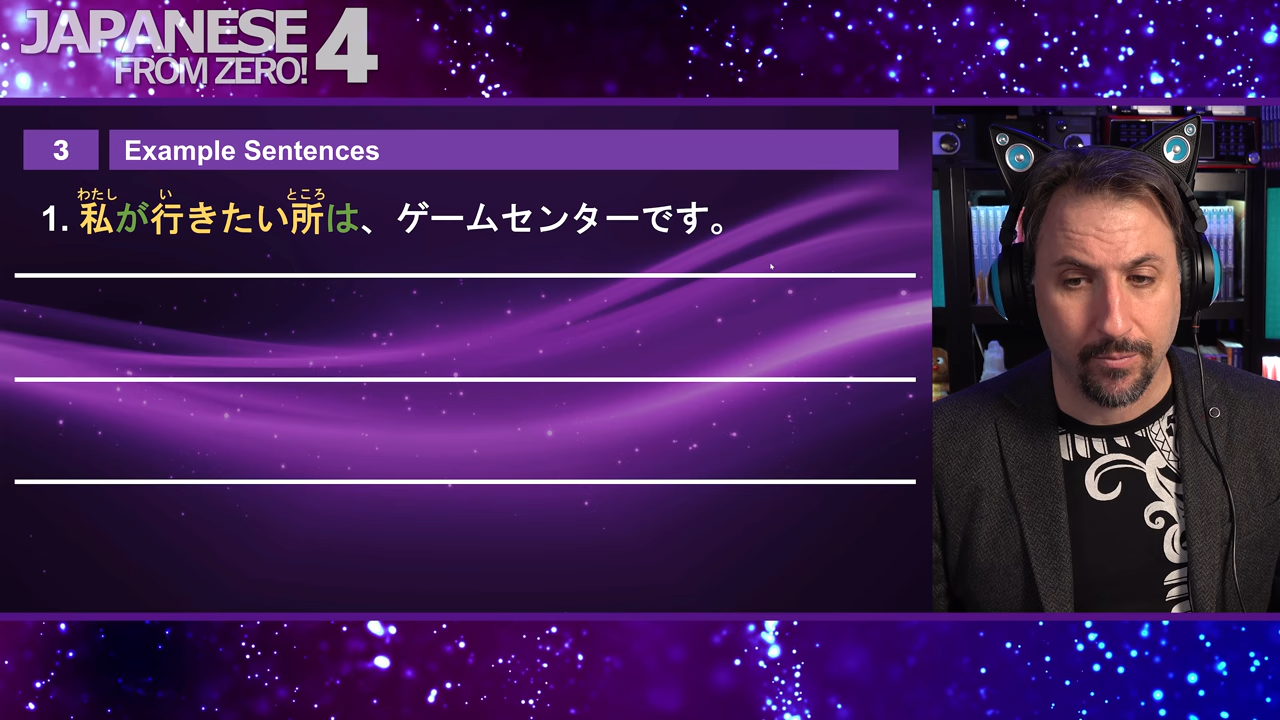 JAPANESE 4
FROM ZERO!
3 Example Sentences
わたし い ところ
1. 私が行きたい所は、ゲームセンターです。